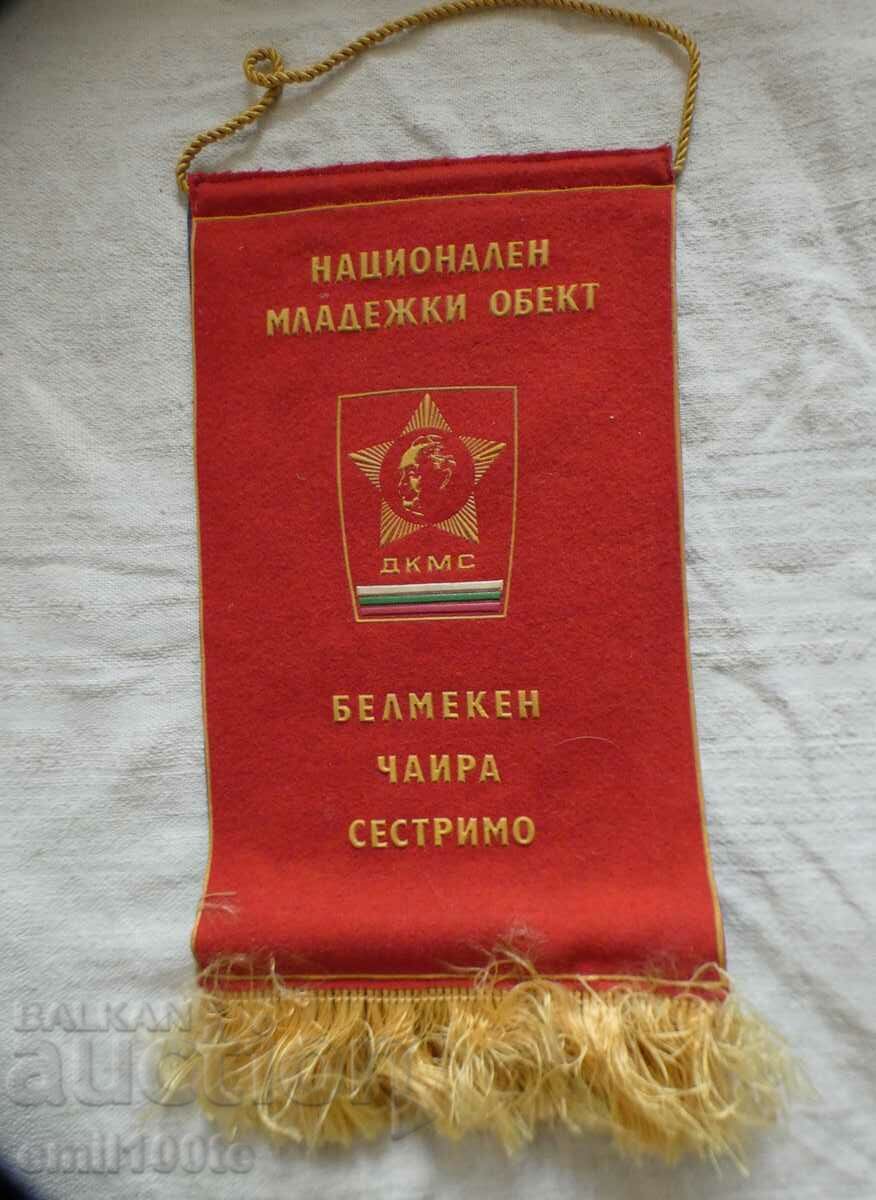 НАЦИОНАЛЕН
МЛАДЕЖКИ ОБЕКТ
ДКМС
БЕЛМЕКЕН
ЧАИРА
СЕСТРИМО
BALKAN
auction
emil100te